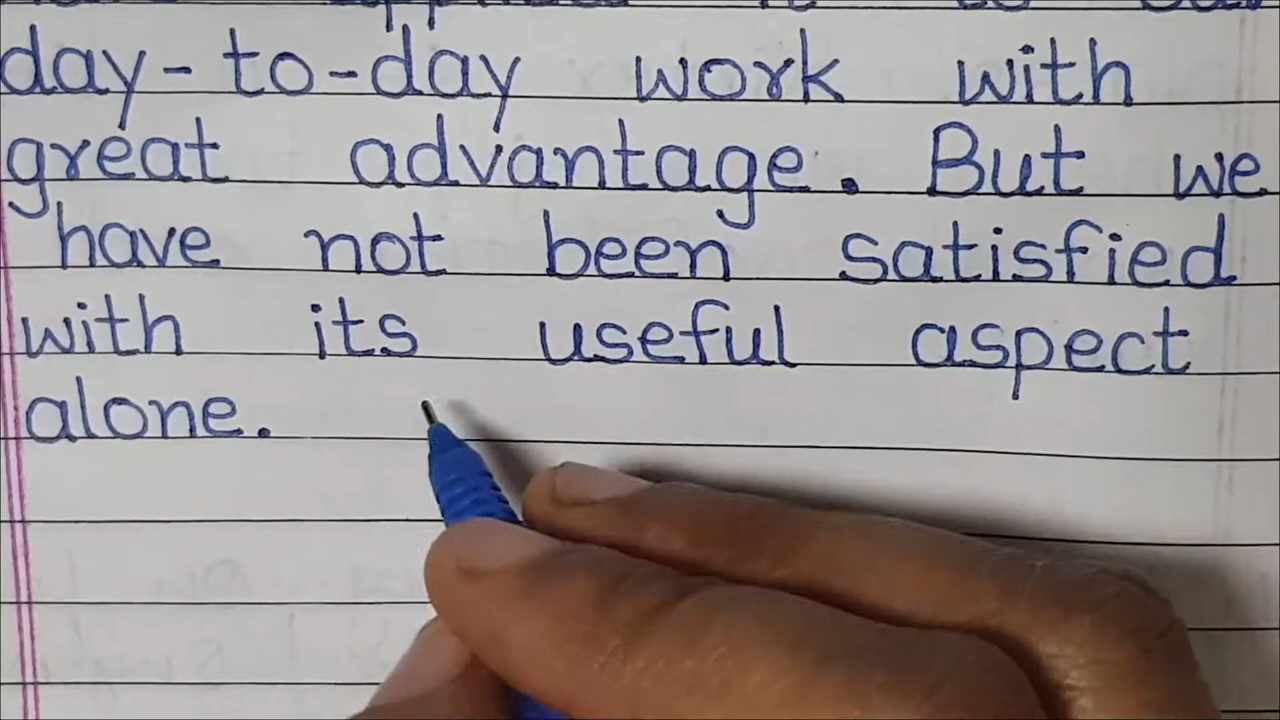 day-to-day work with
great advantage. But we
have not been satisfied
with its useful aspect
alone.